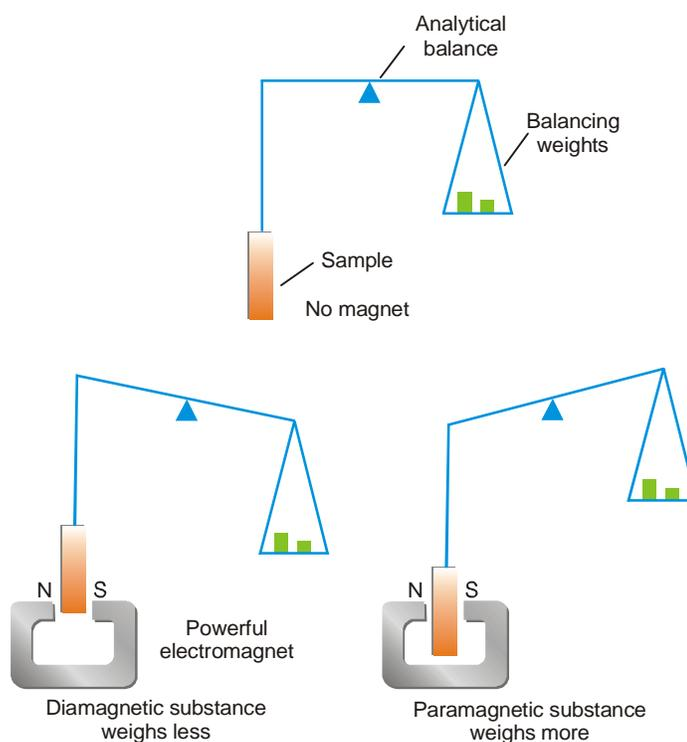 Analytical
balance
Balancing
weights
Sample
No magnet
N S
Powerful
electromagnet
Diamagnetic substance
weighs less
N S
Paramagnetic substance
weighs more